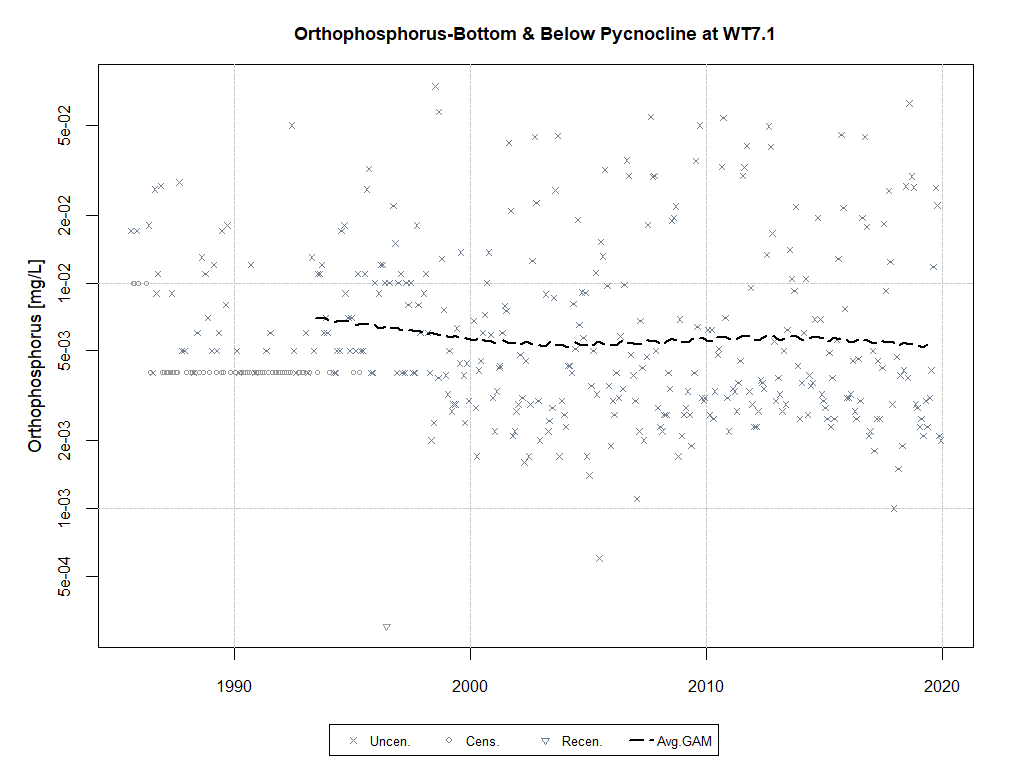 Orthophosphorus-Bottom & Below Pycnocline at WT7.1
Orthophosphorus [mg/L]
5e-02
2e-02
1e-02
5e-03
2e-03
1e-03
5e-04
1990 2000 2010 2020
Uncen. Cens. Recen. Avg.GAM